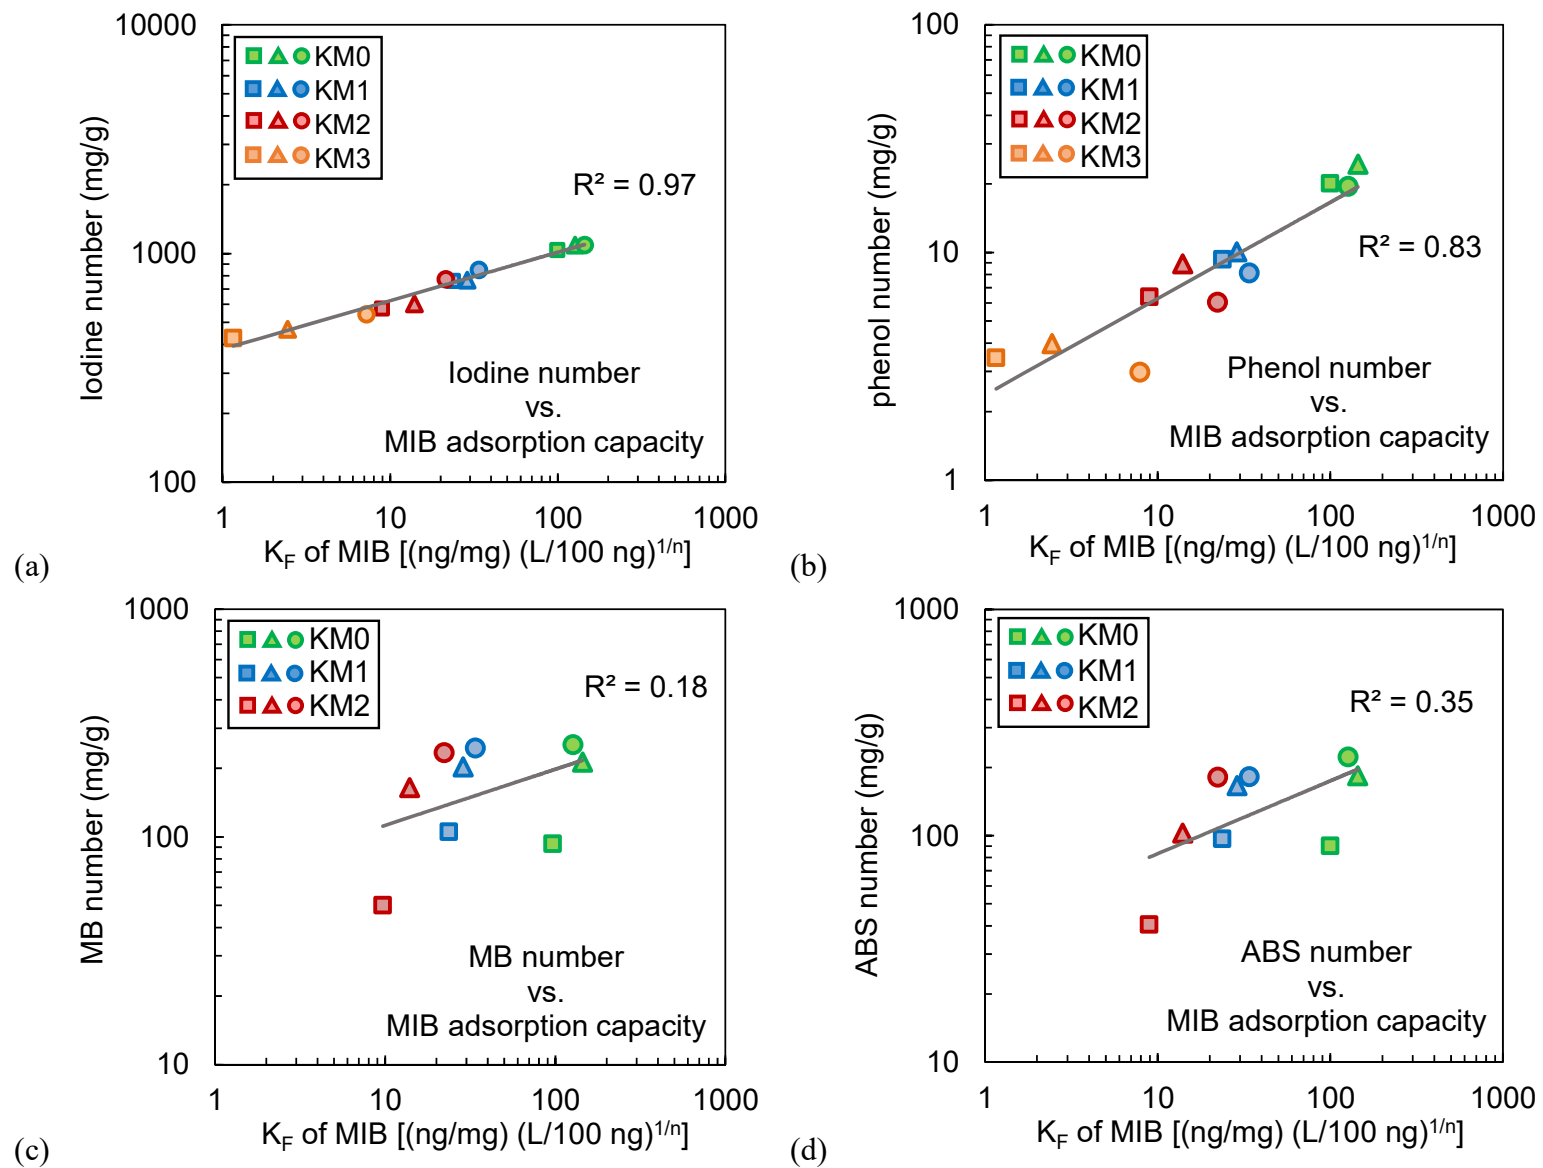 10000
1000
100
Iodine number (mg/g)
KM0
KM1
KM2
KM3
R² = 0.97
Iodine number
vs.
MIB adsorption capacity
1 10 100 1000
K_F of MIB [(ng/mg) (L/100 ng)^1/n]
(a)
100
10
1
phenol number (mg/g)
KM0
KM1
KM2
KM3
R² = 0.83
Phenol number
vs.
MIB adsorption capacity
1 10 100 1000
K_F of MIB [(ng/mg) (L/100 ng)^1/n]
(b)
1000
100
10
MB number (mg/g)
KM0
KM1
KM2
R² = 0.18
MB number
vs.
MIB adsorption capacity
1 10 100 1000
K_F of MIB [(ng/mg) (L/100 ng)^1/n]
(c)
1000
100
10
ABS number (mg/g)
KM0
KM1
KM2
R² = 0.35
ABS number
vs.
MIB adsorption capacity
1 10 100 1000
K_F of MIB [(ng/mg) (L/100 ng)^1/n]
(d)